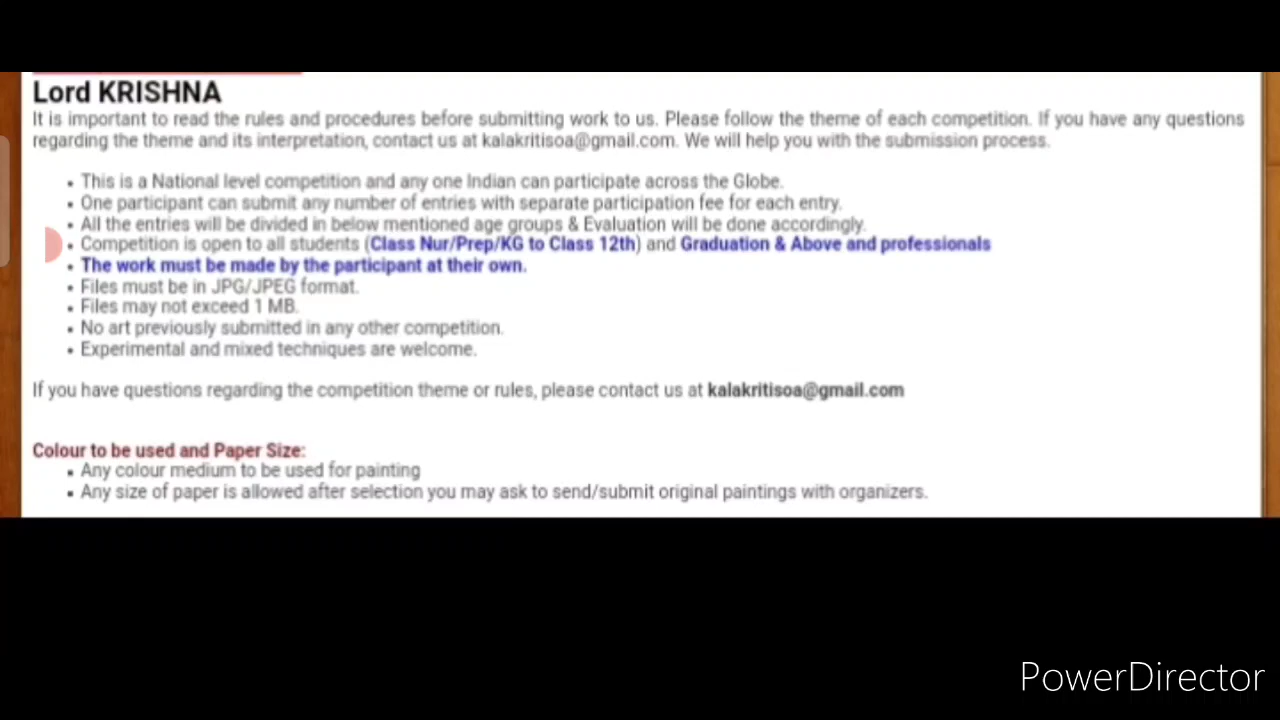 Lord KRISHNA
It is important to read the rules and procedures before submitting work to us. Please follow the theme of each competition. If you have any questions
regarding the theme and its interpretation, contact us at kalakritisoa@gmail.com. We will help you with the submission process.
• This is a National level competition and any one Indian can participate across the Globe.
• One participant can submit any number of entries with separate participation fee for each entry.
• All the entries will be divided in below mentioned age groups & Evaluation will be done accordingly.
• Competition is open to all students (Class Nur/Prep/KG to Class 12th) and Graduation & Above and professionals
• The work must be made by the participant at their own.
• Files must be in JPG/JPEG format.
• Files may not exceed 1 MB.
• No art previously submitted in any other competition.
• Experimental and mixed techniques are welcome.
If you have questions regarding the competition theme or rules, please contact us at kalakritisoa@gmail.com
Colour to be used and Paper Size:
• Any colour medium to be used for painting
• Any size of paper is allowed after selection you may ask to send/submit original paintings with organizers.
PowerDirector